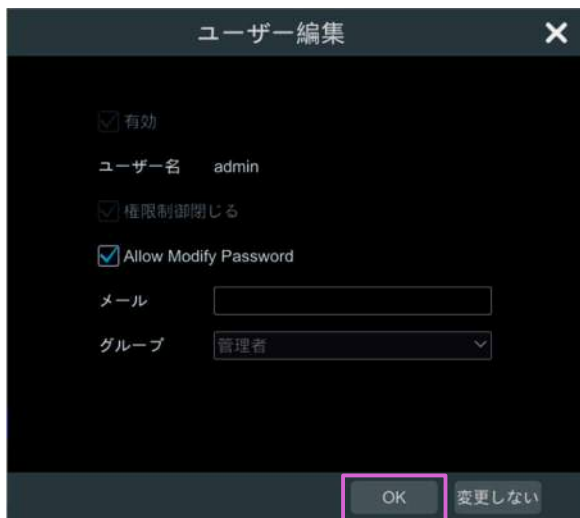 ユーザー編集
有効
ユーザー名 admin
権限制御閉じる
Allow Modify Password
メール
グループ 管理者
OK 変更しない